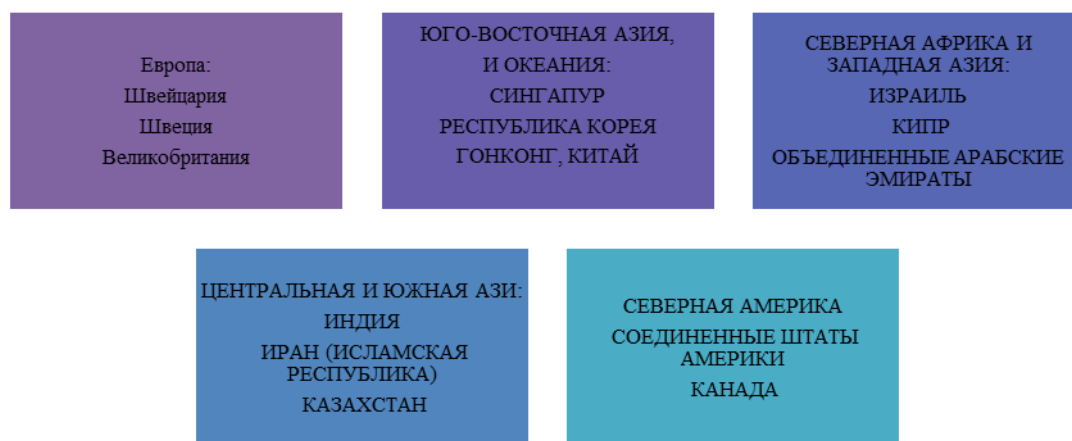 Европа:
Швейцария
Швеция
Великобритания
ЮГО-ВОСТОЧНАЯ АЗИЯ,
И ОКЕАНИЯ:
СИНГАПУР
РЕСПУБЛИКА КОРЕЯ
ГОНКОНГ, КИТАЙ
СЕВЕРНАЯ АФРИКА И
ЗАПАДНАЯ АЗИЯ:
ИЗРАИЛЬ
КИПР
ОБЪЕДИНЕННЫЕ АРАБСКИЕ
ЭМИРАТЫ
ЦЕНТРАЛЬНАЯ И ЮЖНАЯ АЗИ:
ИНДИЯ
ИРАН (ИСЛАМСКАЯ
РЕСПУБЛИКА)
КАЗАХСТАН
СЕВЕРНАЯ АМЕРИКА
СОЕДИНЕННЫЕ ШТАТЫ
АМЕРИКИ
КАНАДА